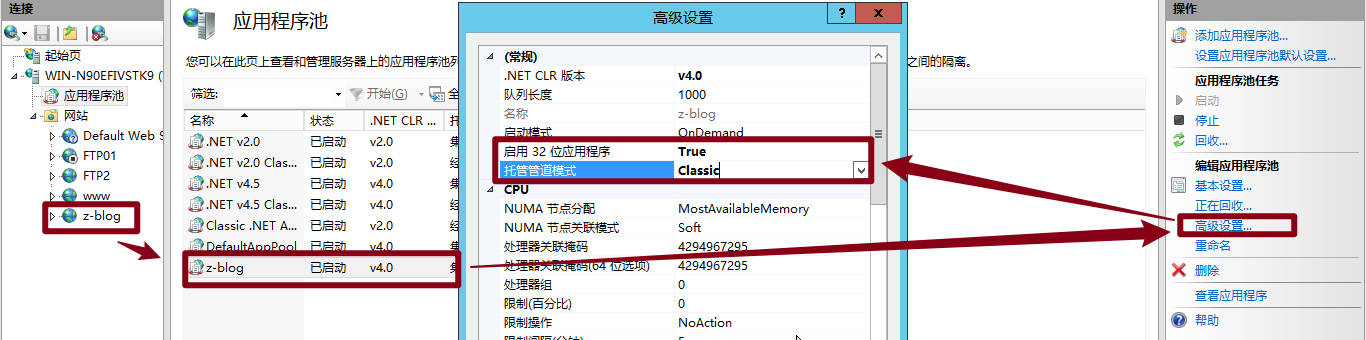 连接
起始页
WIN-N90EFIVSTK9 (
应用程序池
网站
Default Web S
FTP01
FTP2
www
z-blog
应用程序池
您可以在此页上查看和管理服务器上的应用程序池列
之间的隔离。
筛选:
开始(G)
全
名称 状态 .NET CLR ...
.NET v2.0 已启动 v2.0 集
.NET v2.0 Clas... 已启动 v2.0 经
.NET v4.5 已启动 v4.0 集
.NET v4.5 Clas... 已启动 v4.0 经
Classic .NET A... 已启动 v2.0 经
DefaultAppPool 已启动 v4.0 集
z-blog 已启动 v4.0 集
高级设置
? x
(常规)
.NET CLR 版本 v4.0
队列长度 1000
名称 z-blog
启动模式 OnDemand
启用 32 位应用程序 True
托管管道模式 Classic
CPU
NUMA 节点分配 MostAvailableMemory
NUMA 节点关联模式 Soft
处理器关联掩码 4294967295
处理器关联掩码(64 位选项) 4294967295
处理器组 0
限制(百分比) 0
限制操作 NoAction
限制间隔(分钟) 5
操作
添加应用程序池...
设置应用程序池默认设置...
应用程序池任务
启动
停止
回收...
编辑应用程序池
基本设置...
正在回收...
高级设置...
重命名
删除
查看应用程序
帮助